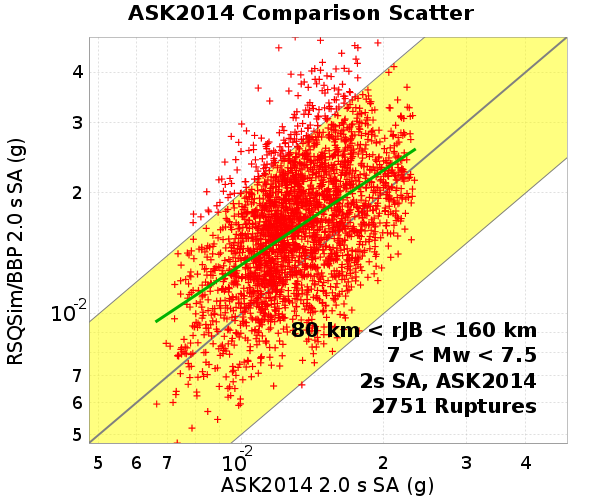 ASK2014 Comparison Scatter
RSQSim/BBP 2.0 s SA (g)
4
3
2
10-2
7
6
5
80 km < rJB < 160 km
7 < Mw < 7.5
2s SA, ASK2014
2751 Ruptures
5 6 7 10-2 2 3 4
ASK2014 2.0 s SA (g)